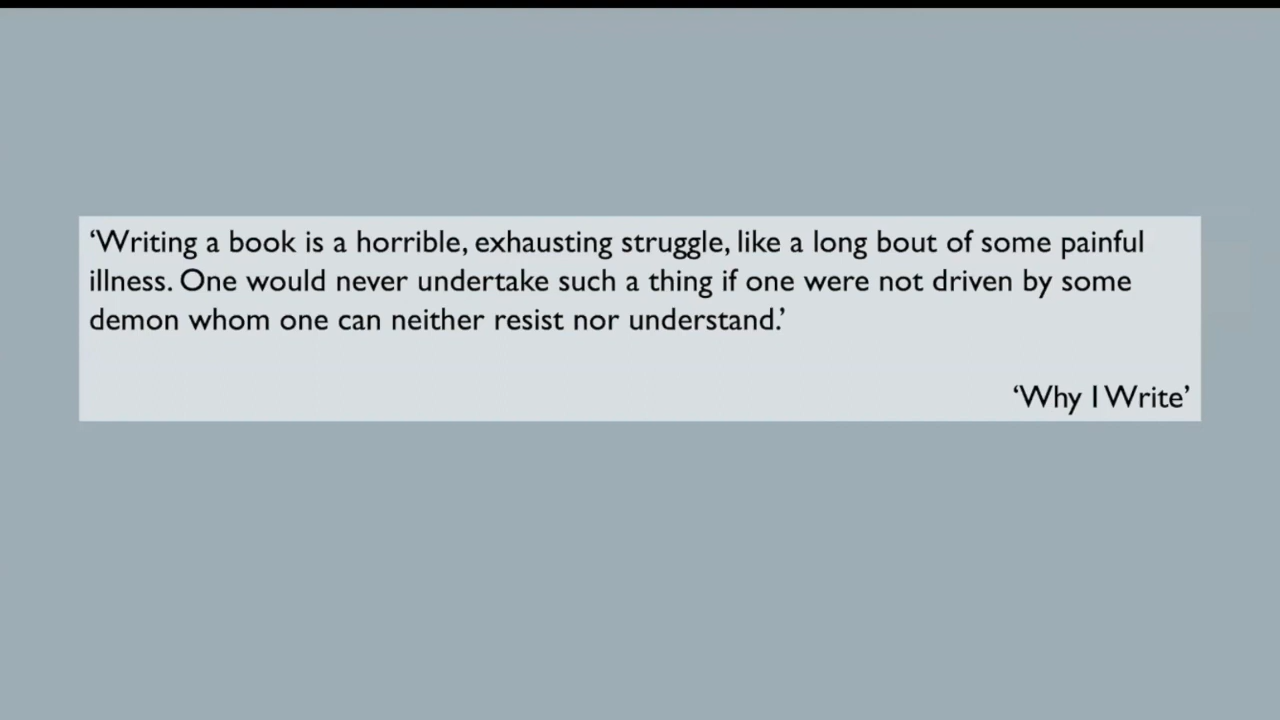 ‘Writing a book is a horrible, exhausting struggle, like a long bout of some painful
illness. One would never undertake such a thing if one were not driven by some
demon whom one can neither resist nor understand.’
‘Why I Write’